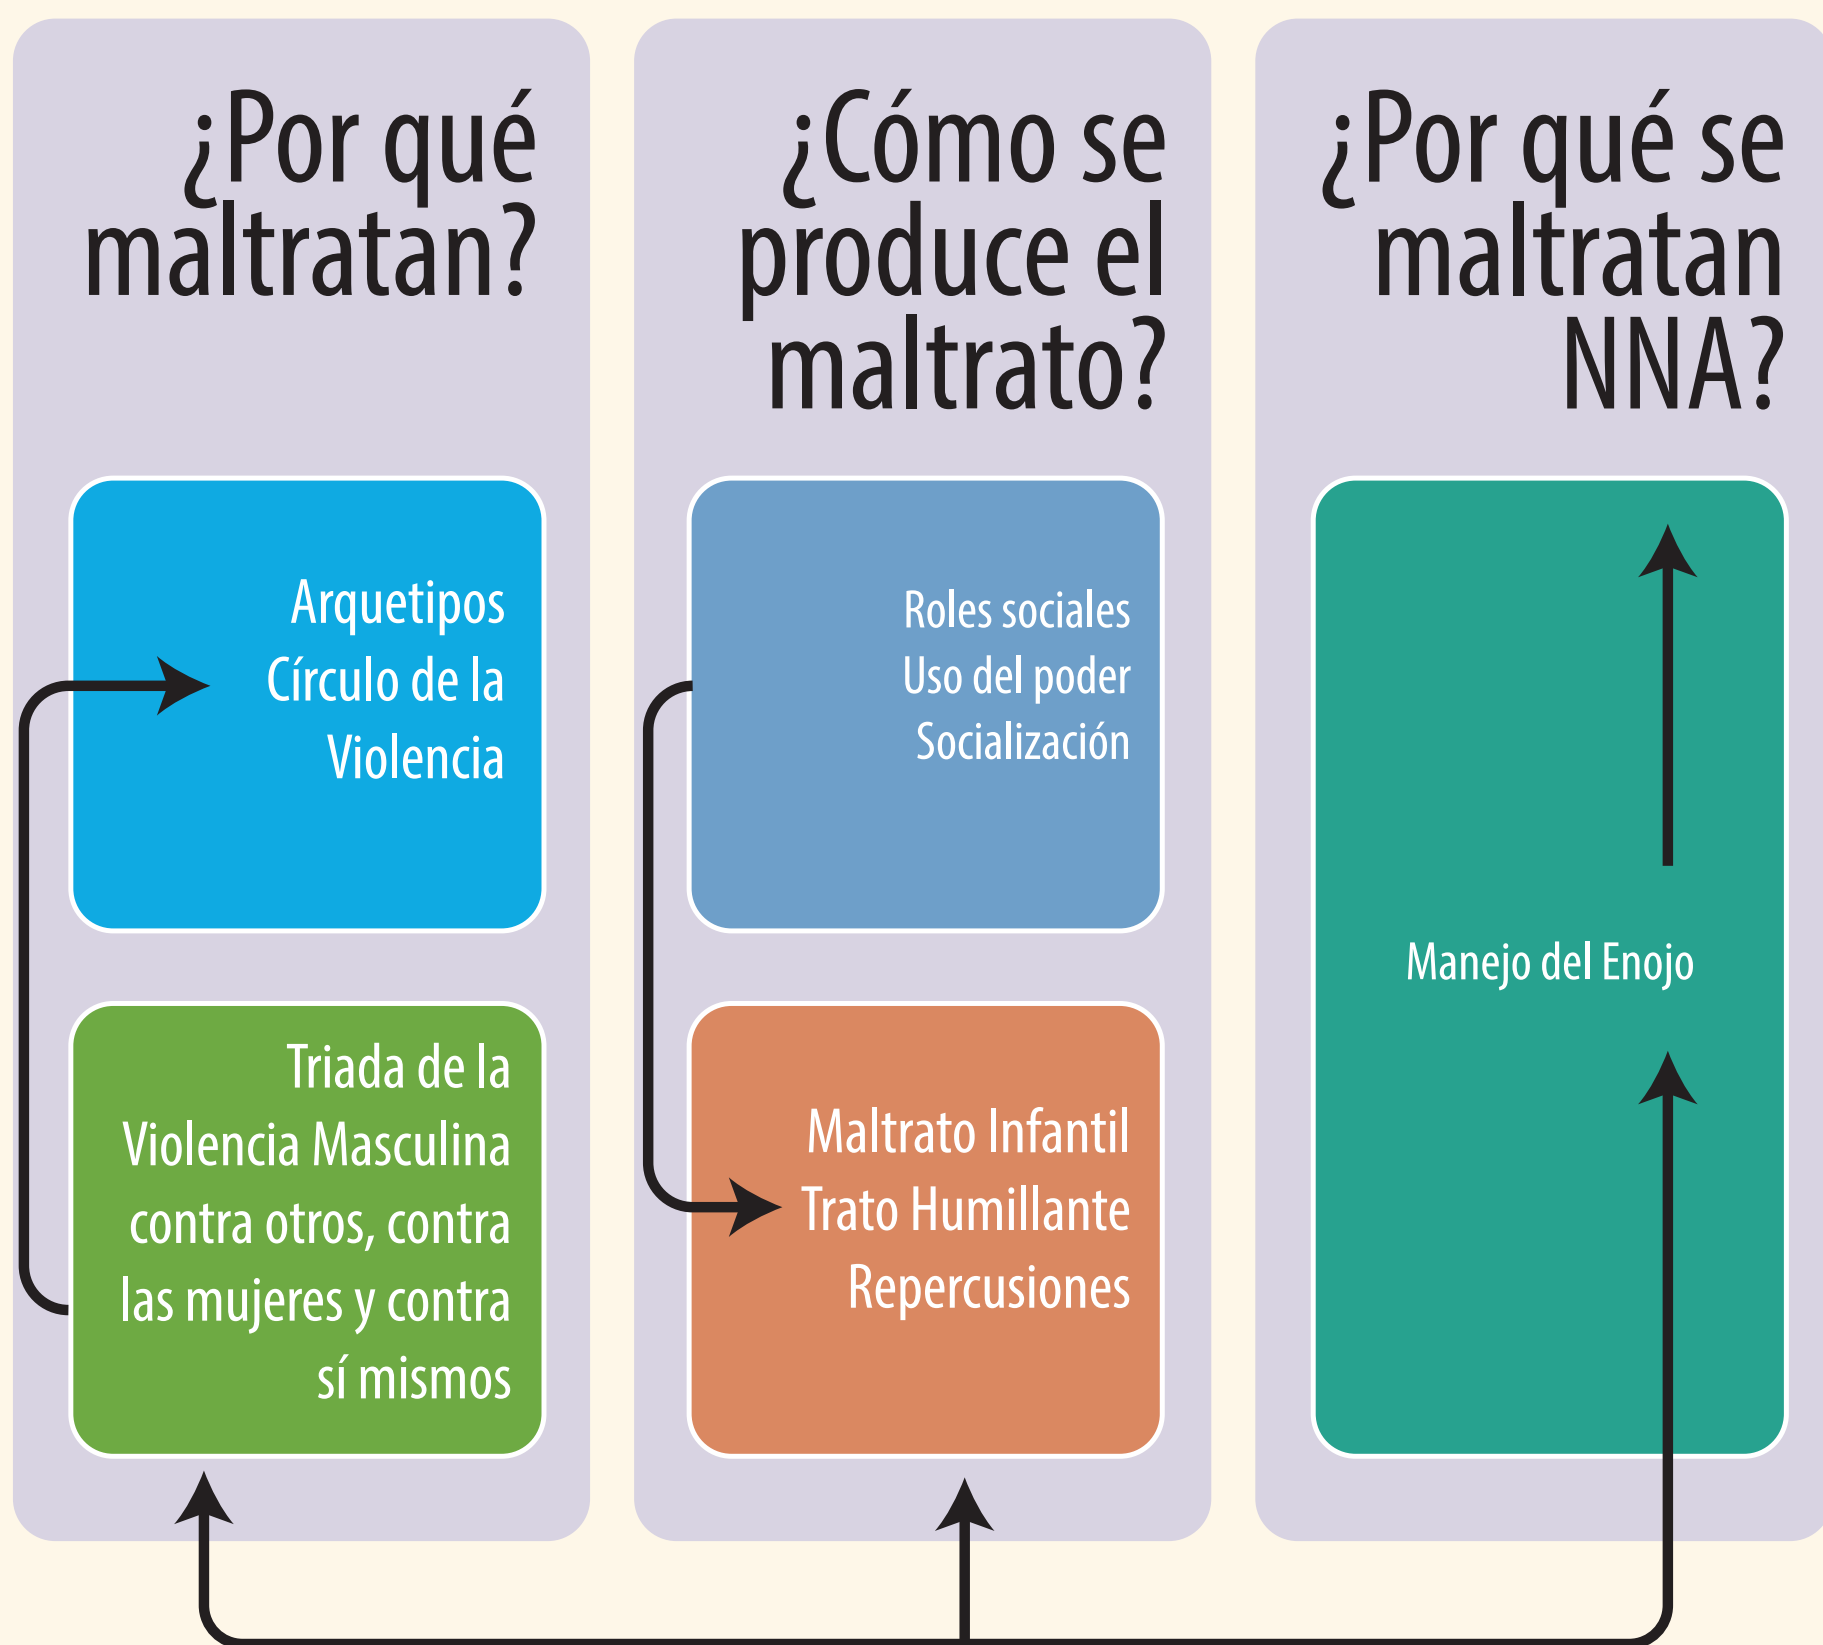 ¿Por qué
maltratan?
Arquetipos
Círculo de la
Violencia
Triada de la
Violencia Masculina
contra otros, contra
las mujeres y contra
sí mismos
¿Cómo se
produce el
maltrato?
Roles sociales
Uso del poder
Socialización
Maltrato Infantil
Trato Humillante
Repercusiones
¿Por qué se
maltratan
NNA?
Manejo del Enojo